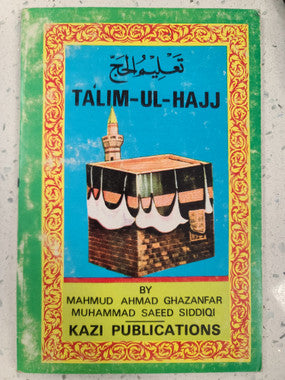 تعليم الحج
TALIM-UL-HAJJ
BY
MAHMUD AHMAD GHAZANFAR
MUHAMMAD SAEED SIDDIQI
KAZI PUBLICATIONS